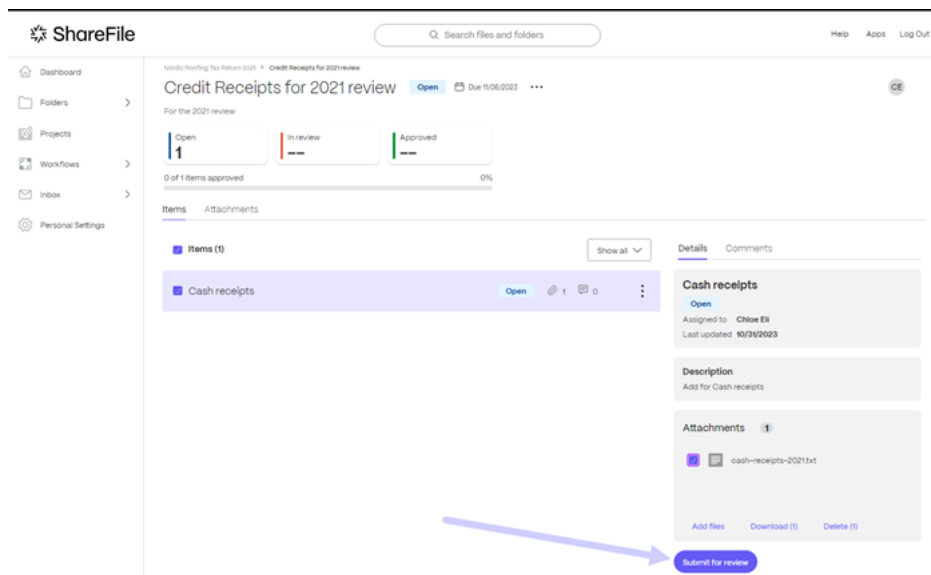 ShareFile
Search files and folders
Help Apps Log Out
Dashboard
Folders
Projects
Workflows
Inbox
Personal Settings
Nordic Roofing Tax Return 2025 > Credit Receipts for 2021 review
Credit Receipts for 2021 review Open Due 11/06/2023 •••
For the 2021 review
CE
Open
1
In review
--
Approved
--
0 of 1 items approved 0%
Items Attachments
Items (1) Show all
Cash receipts Open 1 0
Details Comments
Cash receipts
Open
Assigned to Chloe Eli
Last updated 10/31/2023
Description
Add for Cash receipts
Attachments 1
cash-receipts-2021.txt
Add files Download (1) Delete (1)
Submit for review